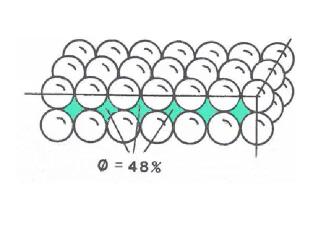 Ø = 48%